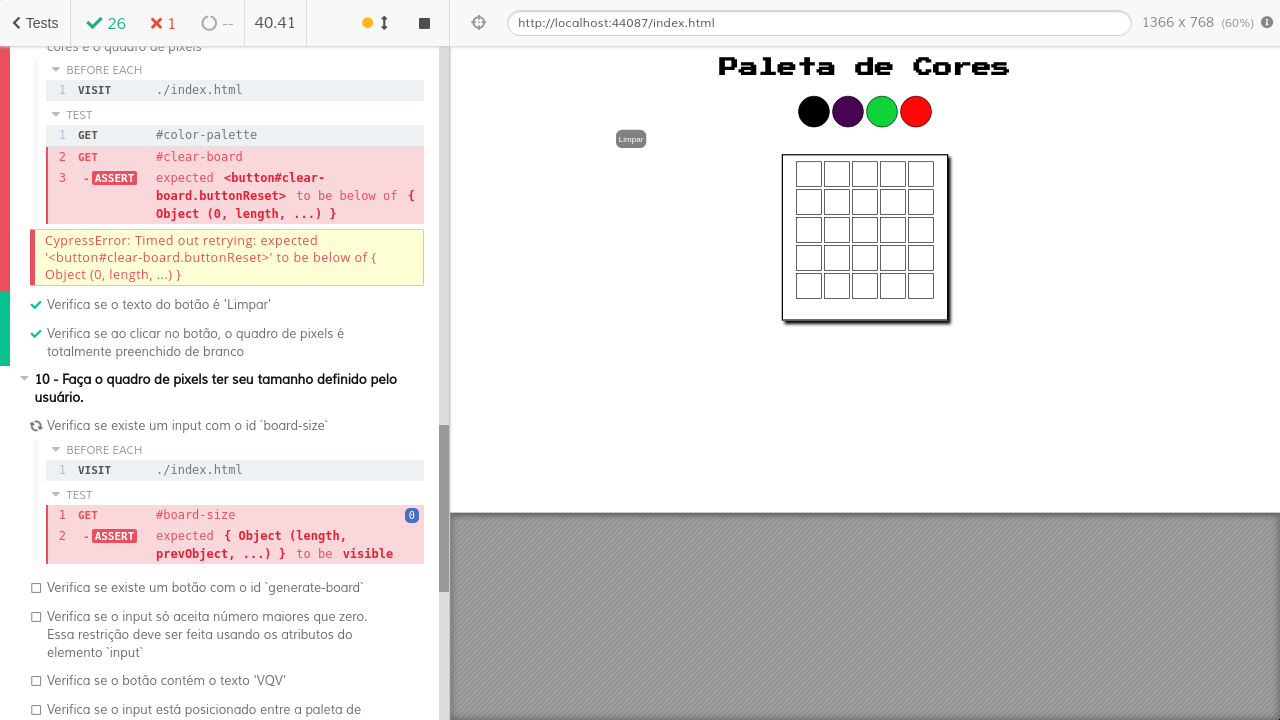 Tests
26
1
--
40.41
http://localhost:44087/index.html
1366 x 768 (60%)
cores e o quadro de pixels
BEFORE EACH
1 VISIT ./index.html
TEST
1 GET #color-palette
2 GET #clear-board
3 -ASSERT expected <button#clear-
board.buttonReset> to be below of {
Object (0, length, ...) }
CypressError: Timed out retrying: expected
'<button#clear-board.buttonReset>' to be below of {
Object (0, length, ...) }
Verifica se o texto do botão é 'Limpar'
Verifica se ao clicar no botão, o quadro de pixels é
totalmente preenchido de branco
10 - Faça o quadro de pixels ter seu tamanho definido pelo
usuário.
Verifica se existe um input com o id `board-size`
BEFORE EACH
1 VISIT ./index.html
TEST
1 GET #board-size 0
2 -ASSERT expected { Object (length,
prevObject, ...) } to be visible
Verifica se existe um botão com o id `generate-board`
Verifica se o input só aceita número maiores que zero.
Essa restrição deve ser feita usando os atributos do
elemento `input`
Verifica se o botão contém o texto 'VQV'
Verifica se o input está posicionado entre a paleta de
Paleta de Cores
Limpar